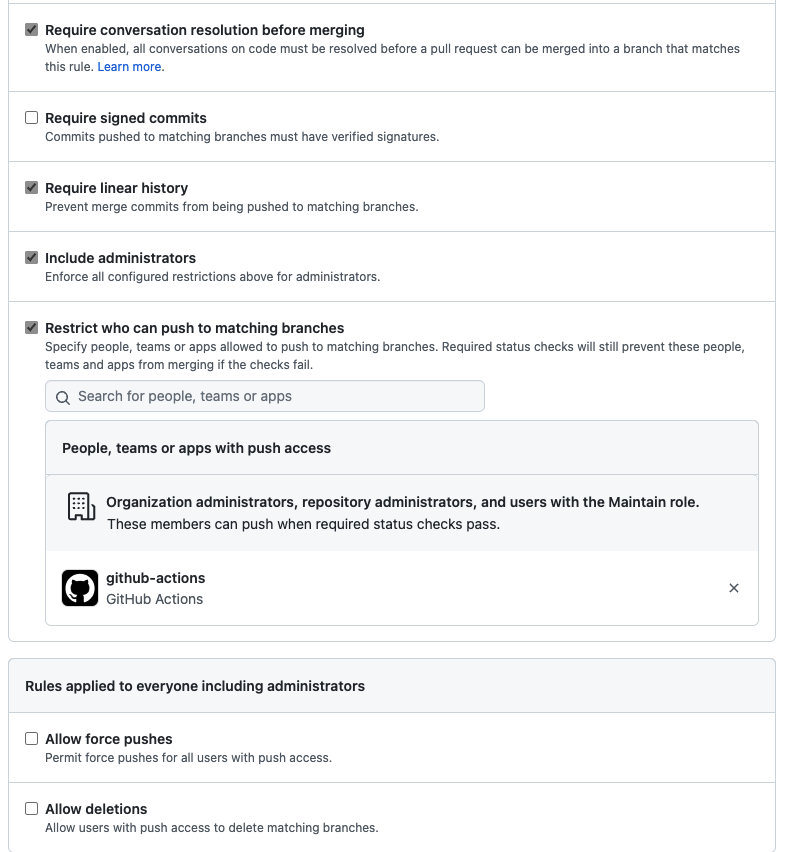 Require conversation resolution before merging
When enabled, all conversations on code must be resolved before a pull request can be merged into a branch that matches
this rule. Learn more.
Require signed commits
Commits pushed to matching branches must have verified signatures.
Require linear history
Prevent merge commits from being pushed to matching branches.
Include administrators
Enforce all configured restrictions above for administrators.
Restrict who can push to matching branches
Specify people, teams or apps allowed to push to matching branches. Required status checks will still prevent these people,
teams and apps from merging if the checks fail.
Search for people, teams or apps
People, teams or apps with push access
Organization administrators, repository administrators, and users with the Maintain role.
These members can push when required status checks pass.
github-actions
GitHub Actions
Rules applied to everyone including administrators
Allow force pushes
Permit force pushes for all users with push access.
Allow deletions
Allow users with push access to delete matching branches.